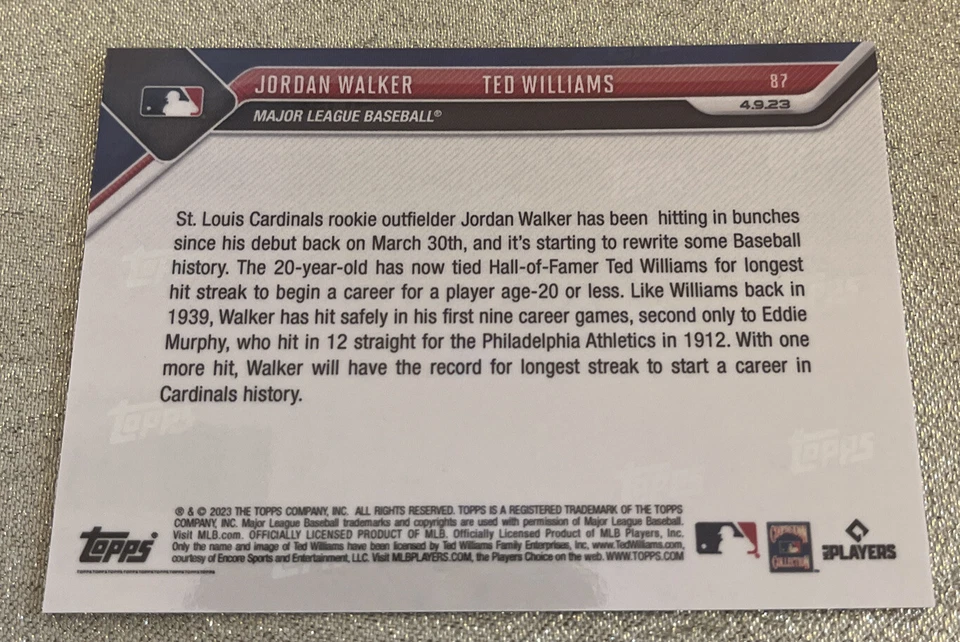 JORDAN WALKER TED WILLIAMS 87
MAJOR LEAGUE BASEBALL® 4.9.23
St. Louis Cardinals rookie outfielder Jordan Walker has been hitting in bunches
since his debut back on March 30th, and it's starting to rewrite some Baseball
history. The 20-year-old has now tied Hall-of-Famer Ted Williams for longest
hit streak to begin a career for a player age-20 or less. Like Williams back in
1939, Walker has hit safely in his first nine career games, second only to Eddie
Murphy, who hit in 12 straight for the Philadelphia Athletics in 1912. With one
more hit, Walker will have the record for longest streak to start a career in
Cardinals history.
Topps
Topps
Topps
® & © 2023 THE TOPPS COMPANY, INC. ALL RIGHTS RESERVED. TOPPS IS A REGISTERED TRADEMARK OF THE TOPPS
COMPANY, INC. Major League Baseball trademarks and copyrights are used with permission of Major League Baseball.
Visit MLB.com. OFFICIALLY LICENSED PRODUCT OF MLB. Officially Licensed Product of MLB Players, Inc.
Only the name and image of Ted Williams have been licensed by Ted Williams Family Enterprises, Inc, www.TedWilliams.com,
courtesy of Encore Sports and Entertainment, LLC. Visit MLBPLAYERS.COM, the Players Choice on the web. WWW.TOPPS.COM
Topps
COOPERSTOWN
COLLECTION
MLB PLAYERS